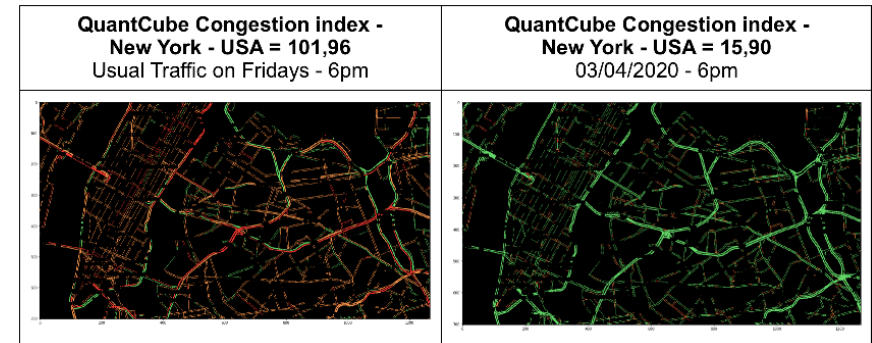 QuantCube Congestion index -
New York - USA = 101,96
Usual Traffic on Fridays - 6pm
QuantCube Congestion index -
New York - USA = 15,90
03/04/2020 - 6pm